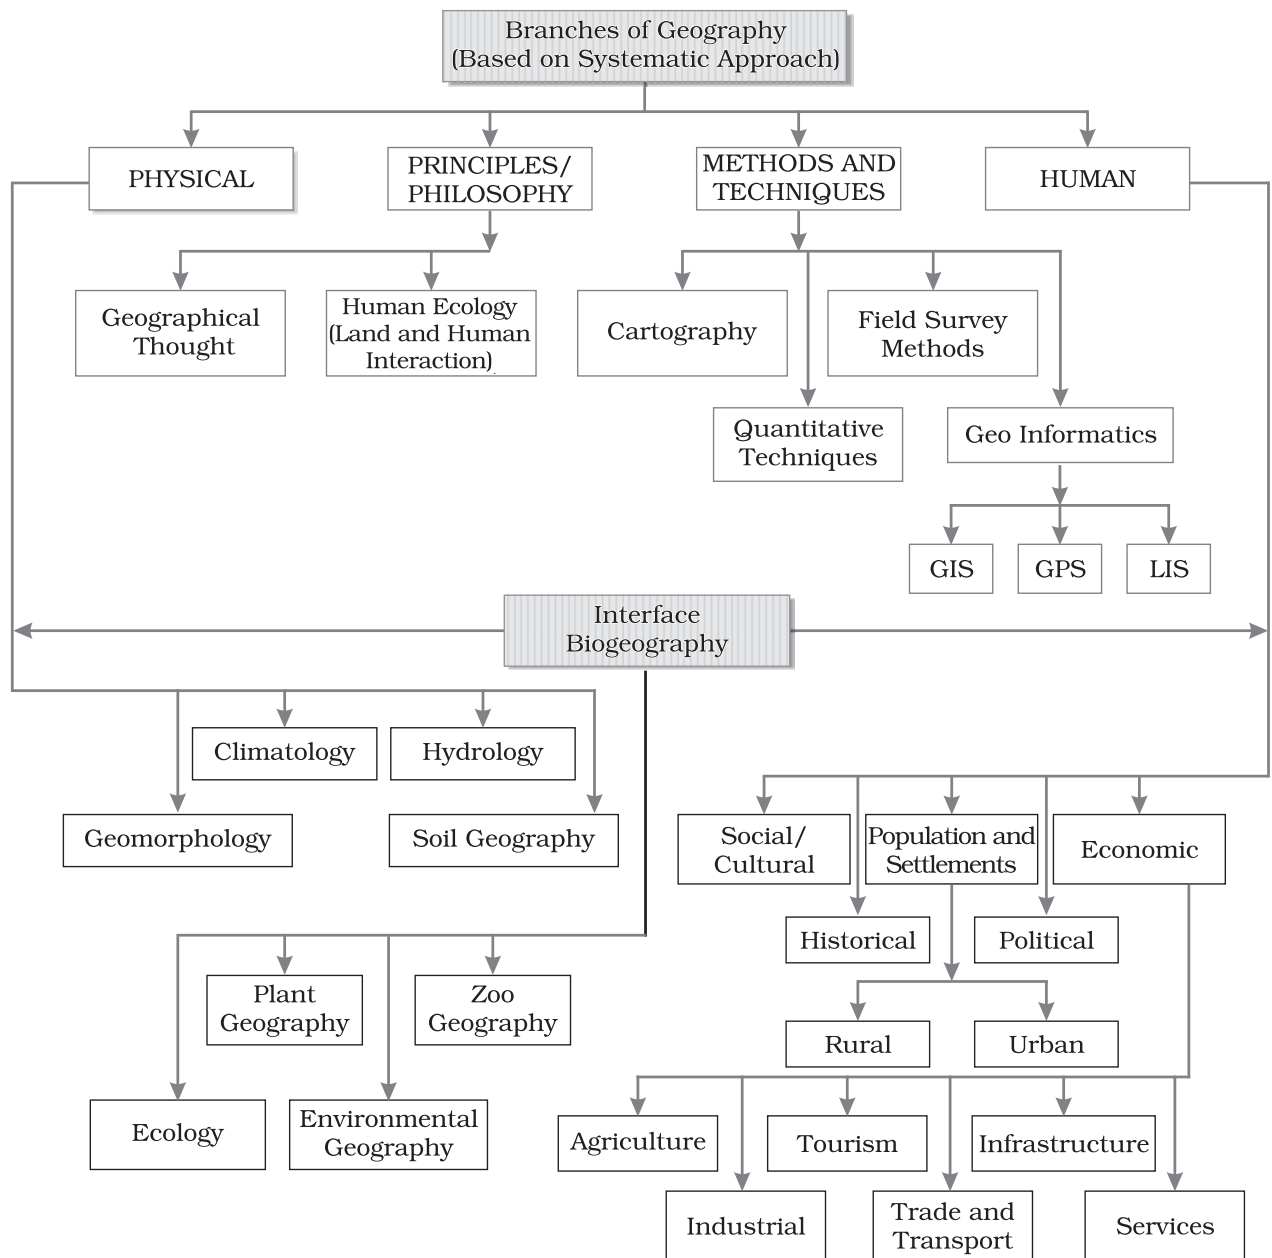 Branches of Geography
(Based on Systematic Approach)
PHYSICAL
PRINCIPLES/
PHILOSOPHY
METHODS AND
TECHNIQUES
HUMAN
Geographical
Thought
Human Ecology
(Land and Human
Interaction)
Cartography
Field Survey
Methods
Quantitative
Techniques
Geo Informatics
GIS
GPS
LIS
Interface
Biogeography
Climatology
Hydrology
Geomorphology
Soil Geography
Social/
Cultural
Population and
Settlements
Economic
Historical
Political
Plant
Geography
Zoo
Geography
Rural
Urban
Ecology
Environmental
Geography
Agriculture
Tourism
Infrastructure
Industrial
Trade and
Transport
Services